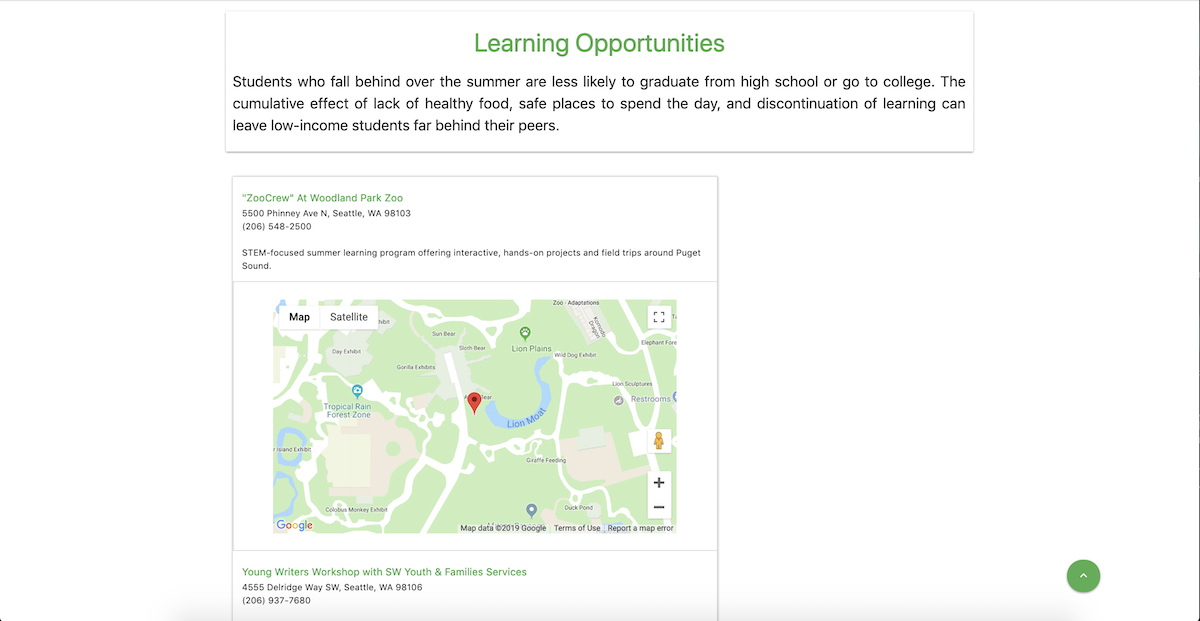 Learning Opportunities
Students who fall behind over the summer are less likely to graduate from high school or go to college. The
cumulative effect of lack of healthy food, safe places to spend the day, and discontinuation of learning can
leave low-income students far behind their peers.
"ZooCrew" At Woodland Park Zoo
5500 Phinney Ave N, Seattle, WA 98103
(206) 548-2500
STEM-focused summer learning program offering interactive, hands-on projects and field trips around Puget
Sound.
Zoo - Adaptations
Map
Satellite
Komodo
Dragon
Sun Bear
Sloth Bear
Lion Plains
Elephant Fore
Day Exhibit
Wild Dog Exhibit
Gorilla Exhibits
Lion Sculptures
Restrooms
Tropical Rain
Forest Zone
Lion Moat
Island Exhibit
Giraffe Feeding
Colobus Monkey Exhibit
Duck Pond
Google
Map data ©2019 Google
Terms of Use
Report a map error
Young Writers Workshop with SW Youth & Families Services
4555 Delridge Way SW, Seattle, WA 98106
(206) 937-7680